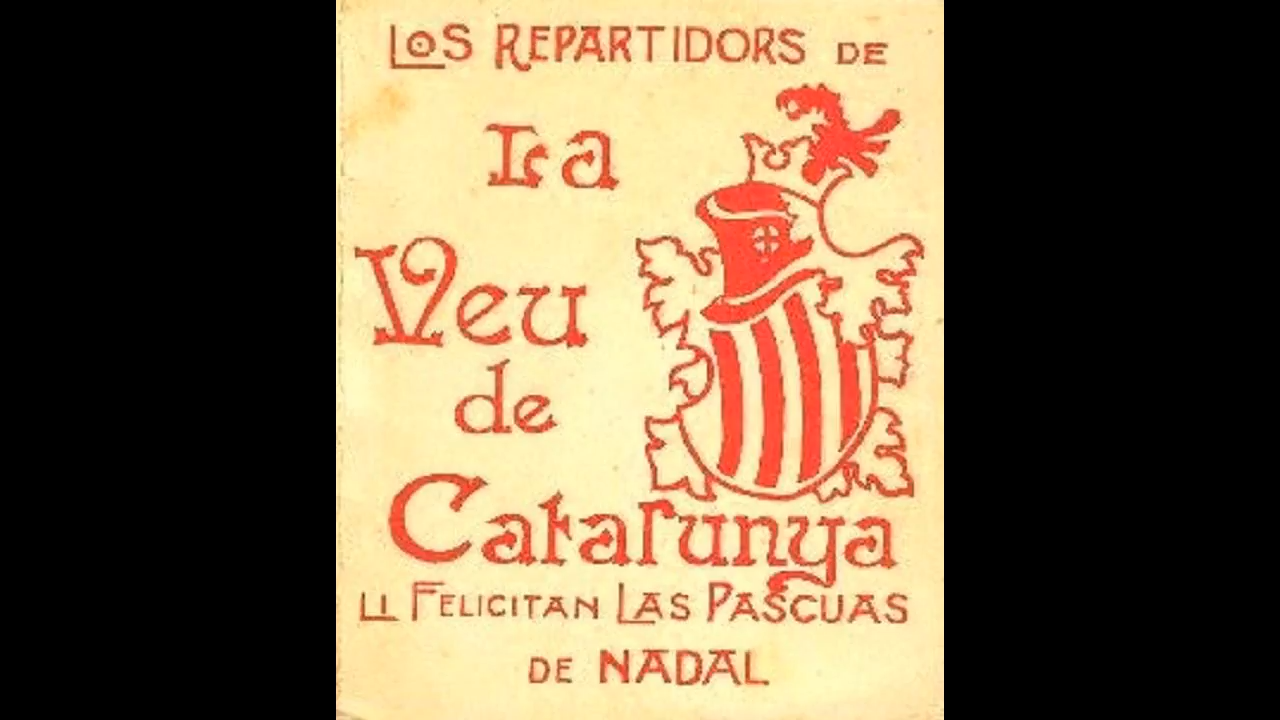 LOS REPARTIDORS DE
La
Veu
de
Catalunya
LI FELICITAN LAS PASCUAS
DE NADAL